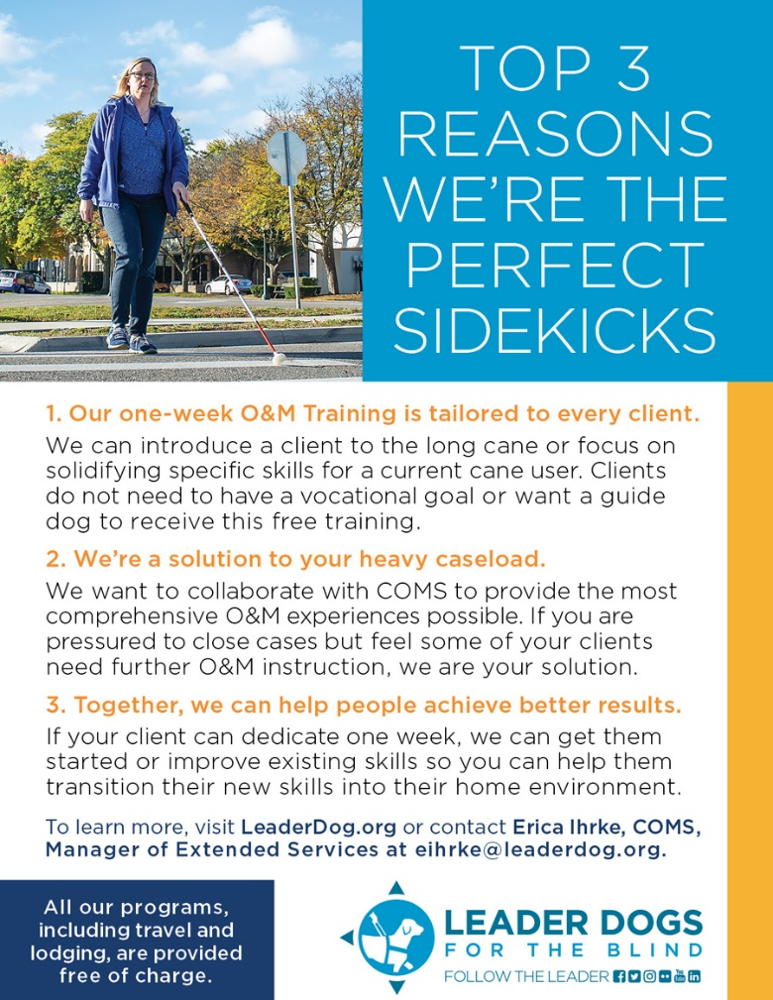 TOP 3
REASONS
WE'RE THE
PERFECT
SIDEKICKS
1. Our one-week O&M Training is tailored to every client.
We can introduce a client to the long cane or focus on
solidifying specific skills for a current cane user. Clients
do not need to have a vocational goal or want a guide
dog to receive this free training.
2. We're a solution to your heavy caseload.
We want to collaborate with COMS to provide the most
comprehensive O&M experiences possible. If you are
pressured to close cases but feel some of your clients
need further O&M instruction, we are your solution.
3. Together, we can help people achieve better results.
If your client can dedicate one week, we can get them
started or improve existing skills so you can help them
transition their new skills into their home environment.
To learn more, visit LeaderDog.org or contact Erica Ihrke, COMS,
Manager of Extended Services at eihrke@leaderdog.org.
All our programs,
including travel and
lodging, are provided
free of charge.
LEADER DOGS
FOR THE BLIND
FOLLOW THE LEADER